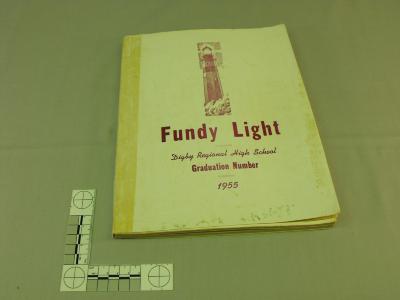 Fundy Light
Digby Regional High School
Graduation Number
1955